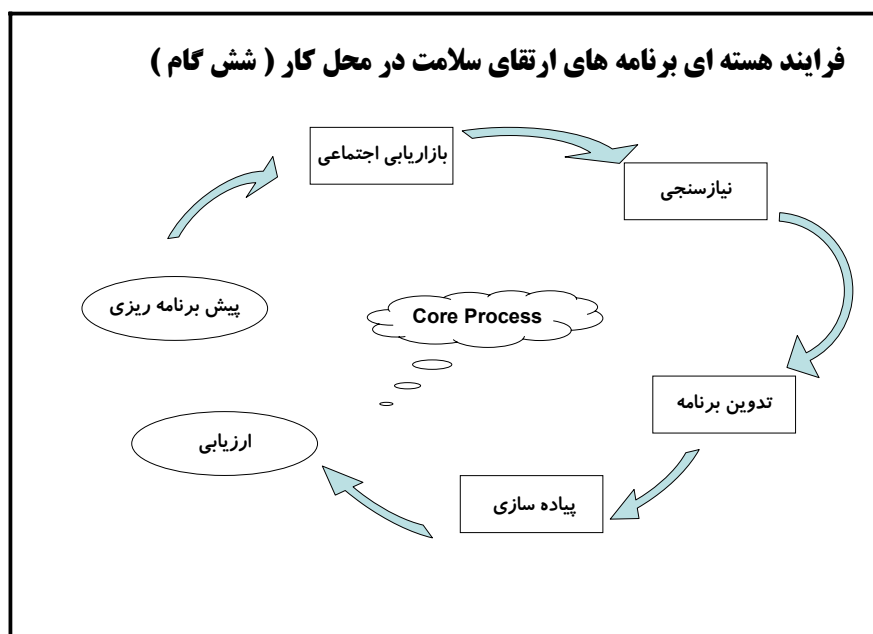 فرایند هسته ای برنامه های ارتقای سلامت در محل کار ( شش گام )
بازاریابی اجتماعی
نیازسنجی
پیش برنامه ریزی
Core Process
تدوین برنامه
ارزیابی
پیاده سازی